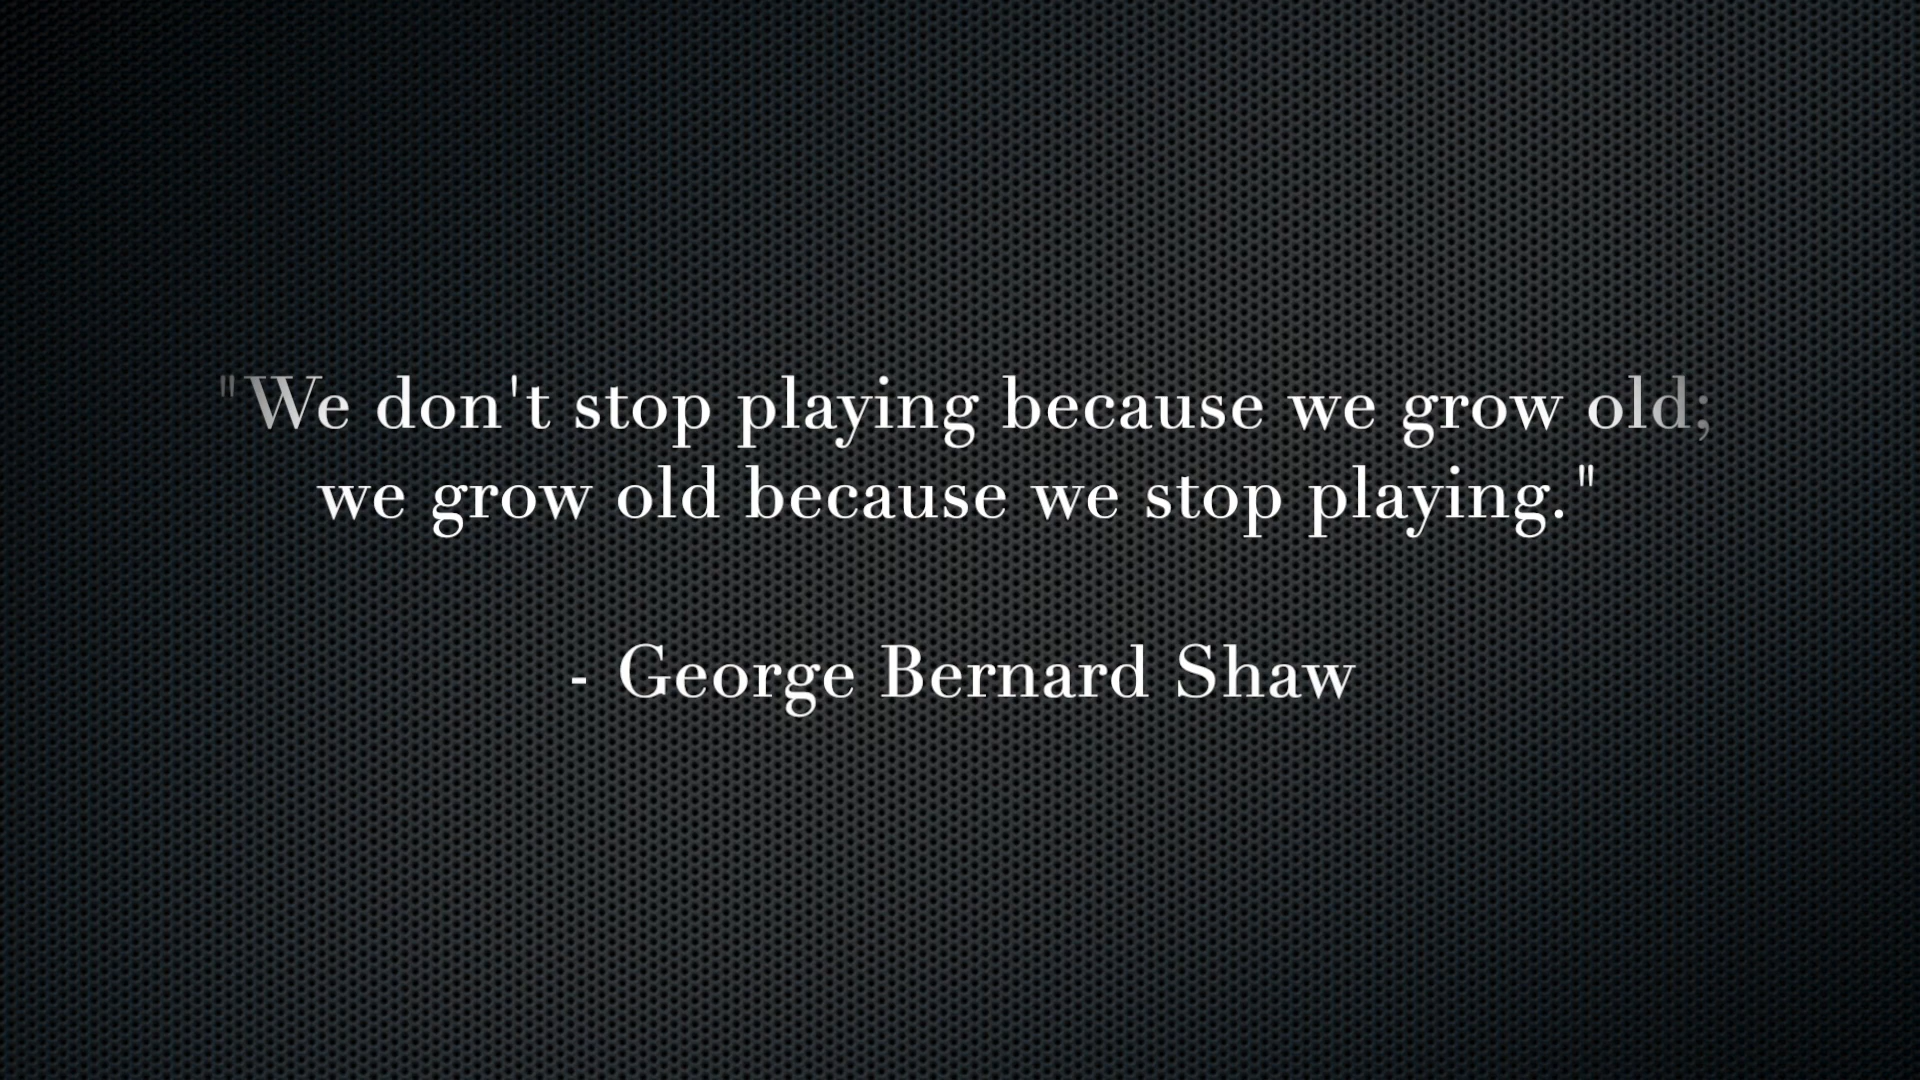 "We don't stop playing because we grow old;
we grow old because we stop playing."
- George Bernard Shaw